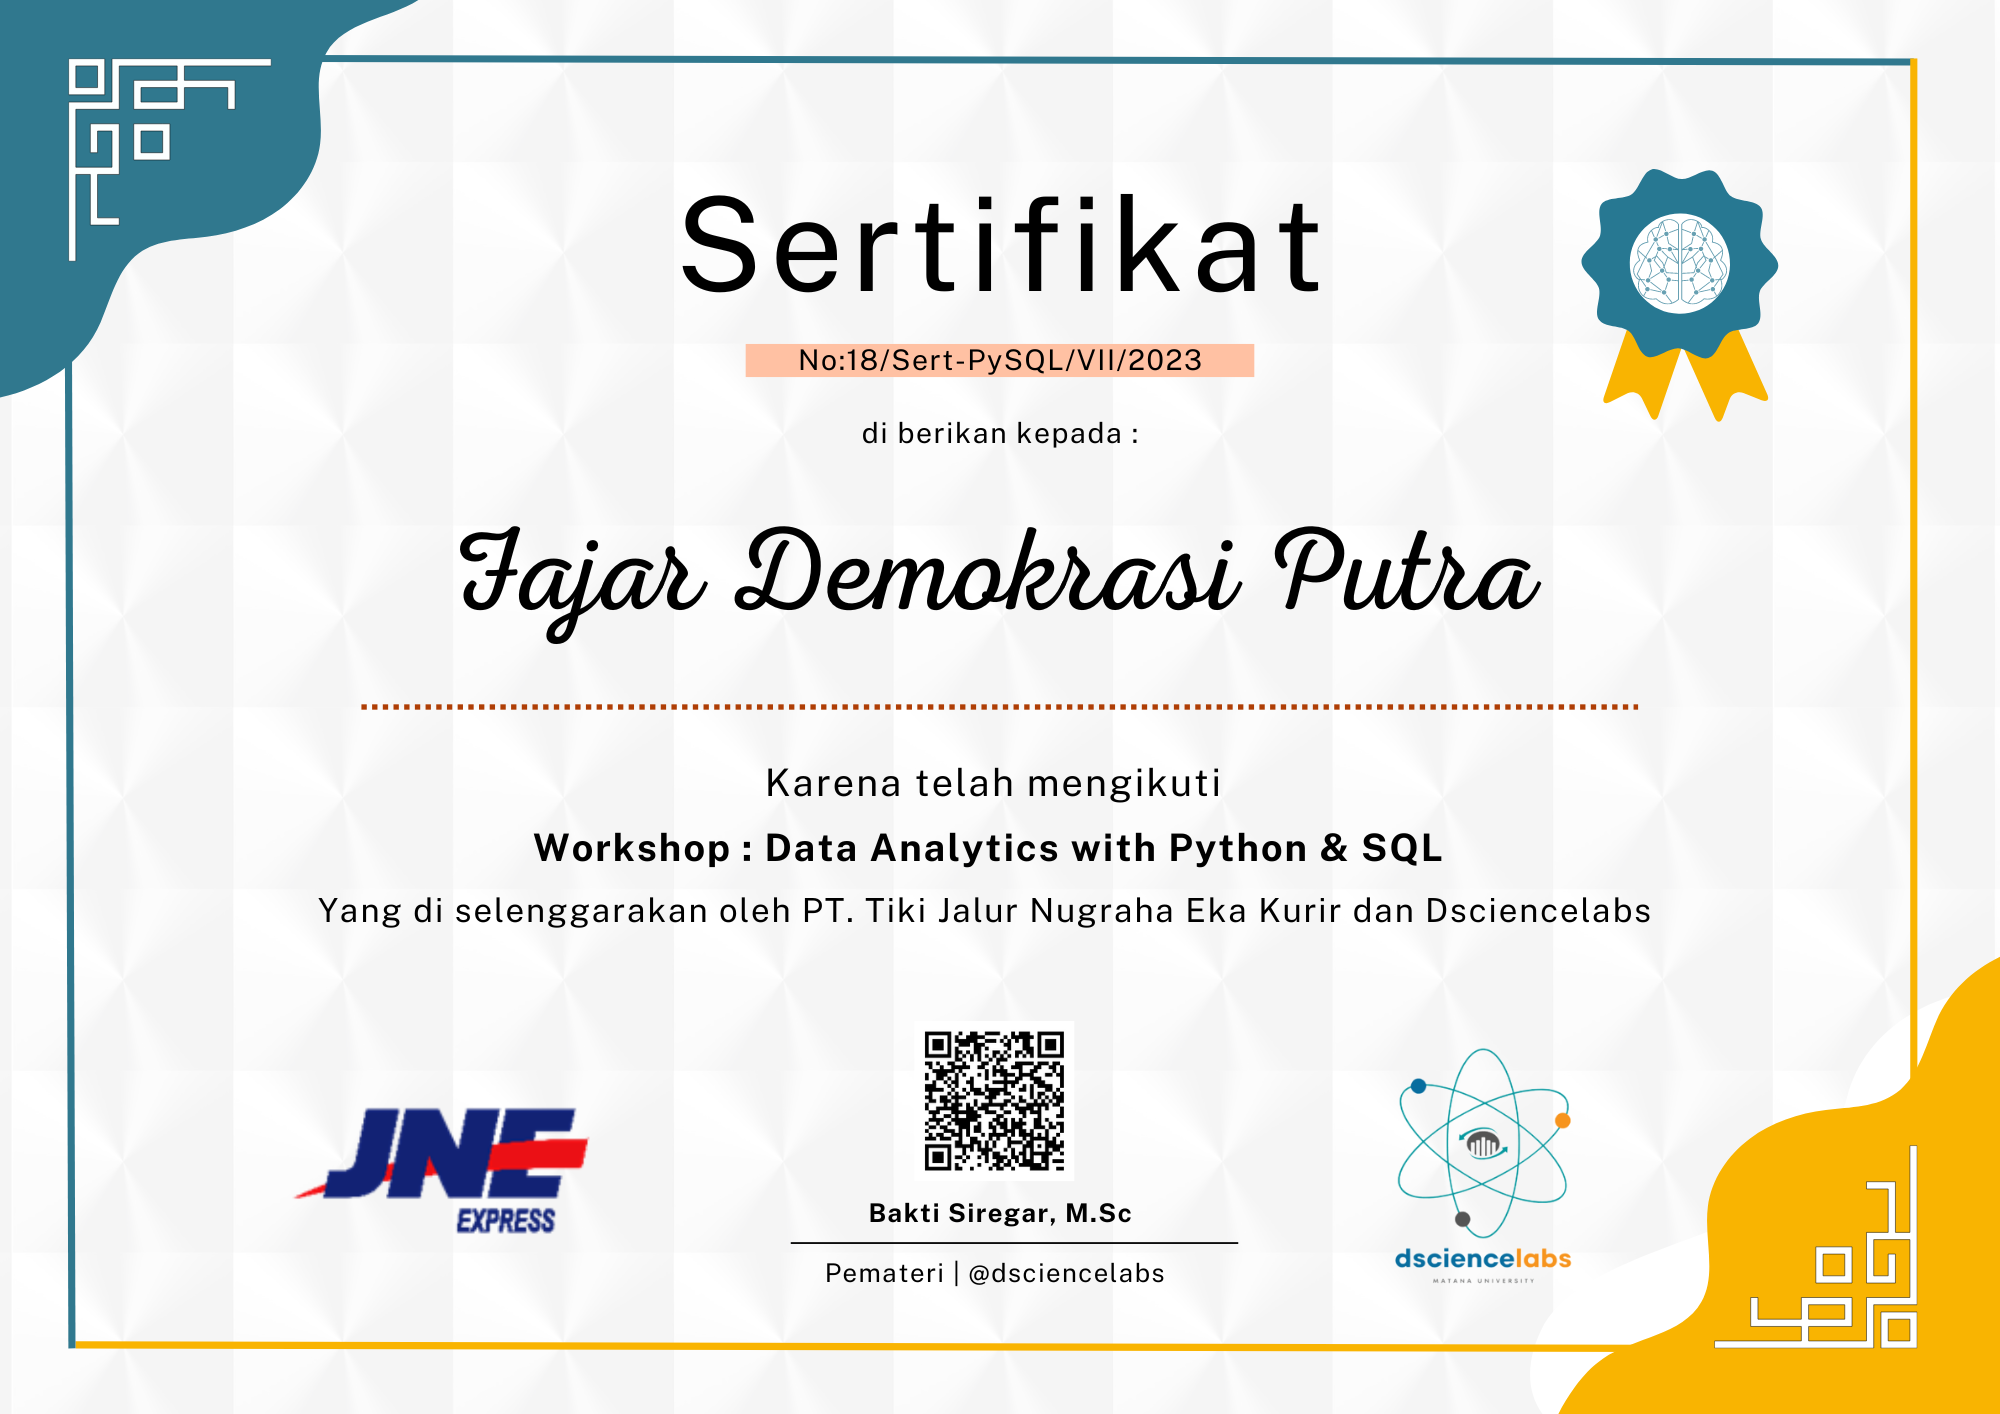 Sertifikat
No:18/Sert-PySQL/VII/2023
di berikan kepada :
Fajar Demokrasi Putra
Karena telah mengikuti
Workshop : Data Analytics with Python & SQL
Yang di selenggarakan oleh PT. Tiki Jalur Nugraha Eka Kurir dan Dsciencelabs
JNE
EXPRESS
Bakti Siregar, M.Sc
Pemateri | @dsciencelabs
dsciencelabs
MATANA UNIVERSITY